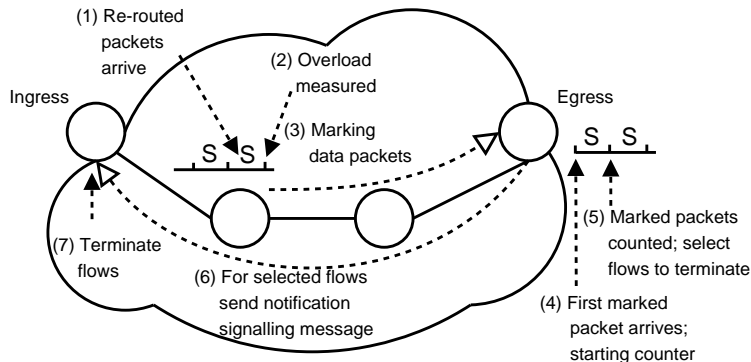 (1) Re-routed
packets
arrive
(2) Overload
measured
Ingress
Egress
S S
(3) Marking
data packets
S S
(5) Marked packets
counted; select
flows to terminate
(7) Terminate
flows
(6) For selected flows
send notification
signalling message
(4) First marked
packet arrives;
starting counter